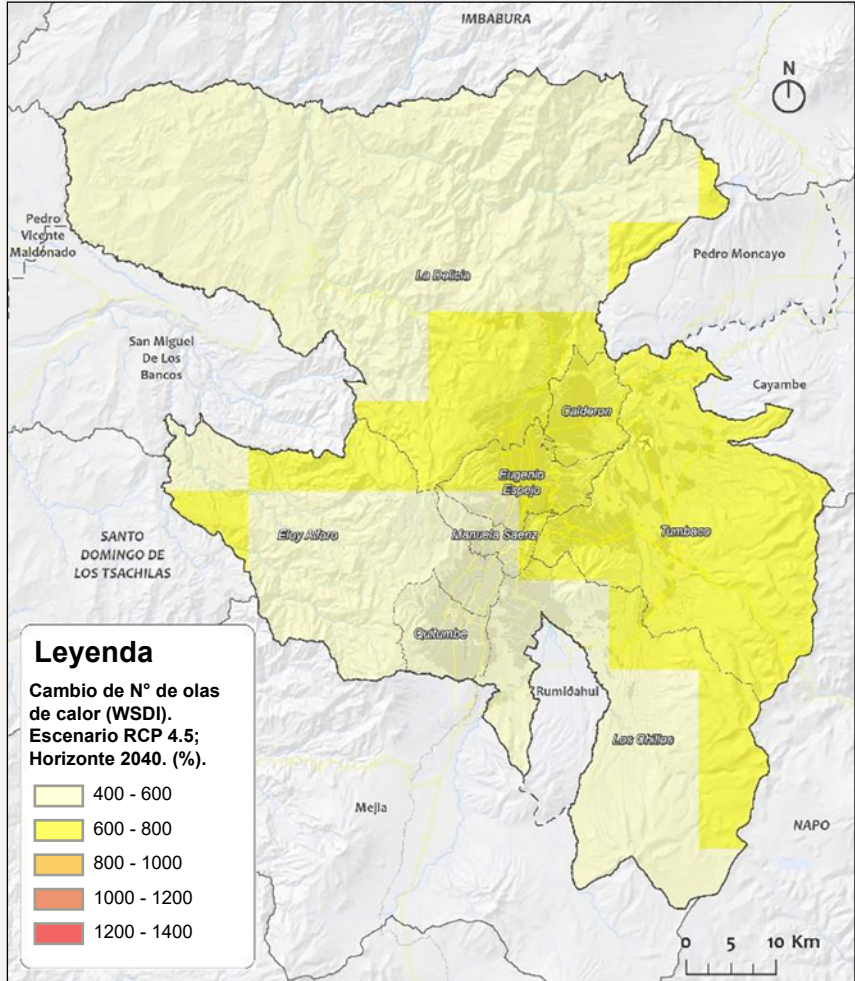 IMBABURA
N
Pedro
Vicente
Maldonado
La Delicia
Pedro Moncayo
San Miguel
De Los
Bancos
Cayambe
Calderon
Eugenio
Espejo
SANTO
DOMINGO DE
LOS TSACHILAS
Eloy Alfaro
Manuela Saenz
Tumbaco
Quitumbe
Rumiñahui
Los Chillos
Mejia
NAPO
Leyenda
Cambio de N° de olas
de calor (WSDI).
Escenario RCP 4.5;
Horizonte 2040. (%).
400 - 600
600 - 800
800 - 1000
1000 - 1200
1200 - 1400
0 5 10 Km